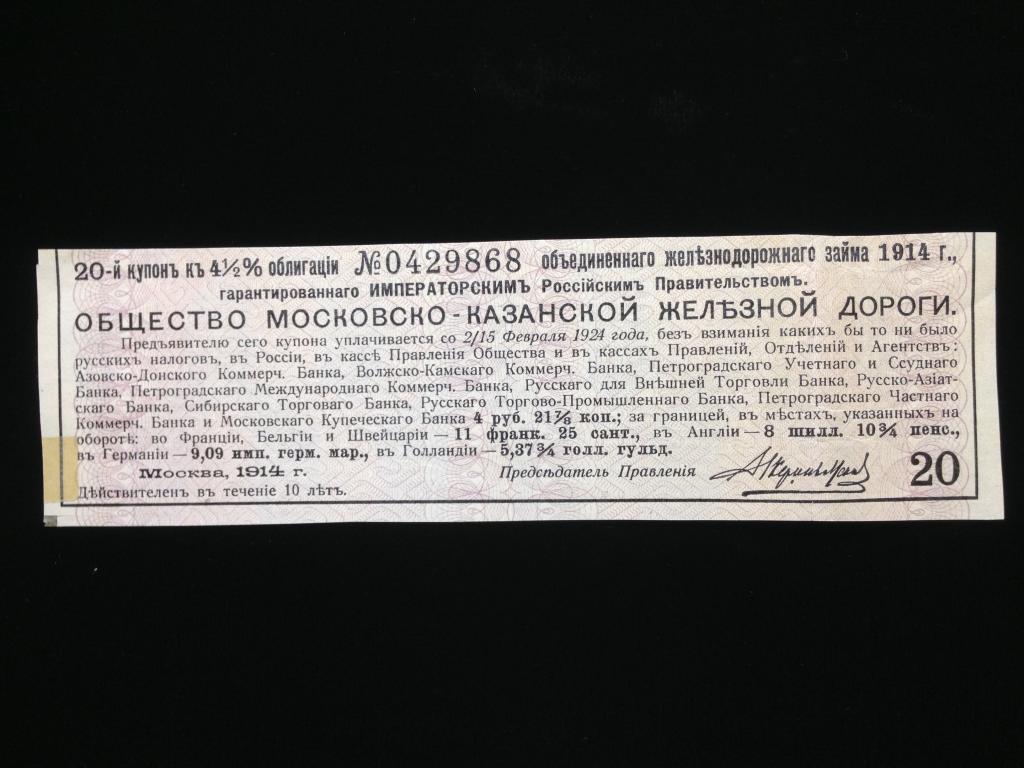 20-й купонъ къ 4½% облигаціи №0429868 объединеннаго желѣзнодорожнаго займа 1914 г.,
гарантированнаго ИМПЕРАТОРСКИМЪ Россійскимъ Правительствомъ.
ОБЩЕСТВО МОСКОВСКО-КАЗАНСКОЙ ЖЕЛѢЗНОЙ ДОРОГИ.
Предъявителю сего купона уплачивается со 2/15 Февраля 1924 года, безъ взиманія какихъ бы то ни было
русскихъ налоговъ, въ Россіи, въ кассѣ Правленія Общества и въ кассахъ Правленій, Отдѣленій и Агентствъ:
Азовско-Донского Коммерч. Банка, Волжско-Камскаго Коммерч. Банка, Петроградскаго Учетнаго и Ссуднаго
Банка, Петроградскаго Международнаго Коммерч. Банка, Русскаго для Внѣшней Торговли Банка, Русско-Азіат-
скаго Банка, Сибирскаго Торговаго Банка, Русскаго Торгово-Промышленнаго Банка, Петроградскаго Частнаго
Коммерч. Банка и Московскаго Купеческаго Банка 4 руб. 21⅞ коп.; за границей, въ мѣстахъ, указанныхъ на
оборотѣ: во Франціи, Бельгіи и Швейцаріи — 11 франк. 25 сант., въ Англіи — 8 шилл. 10¾ пенс.,
въ Германіи — 9,09 имп. герм. мар., въ Голландіи — 5,37¾ голл. гульд.
Москва, 1914 г.
Предсѣдатель Правленія
20
Дѣйствителенъ въ теченіе 10 лѣтъ.